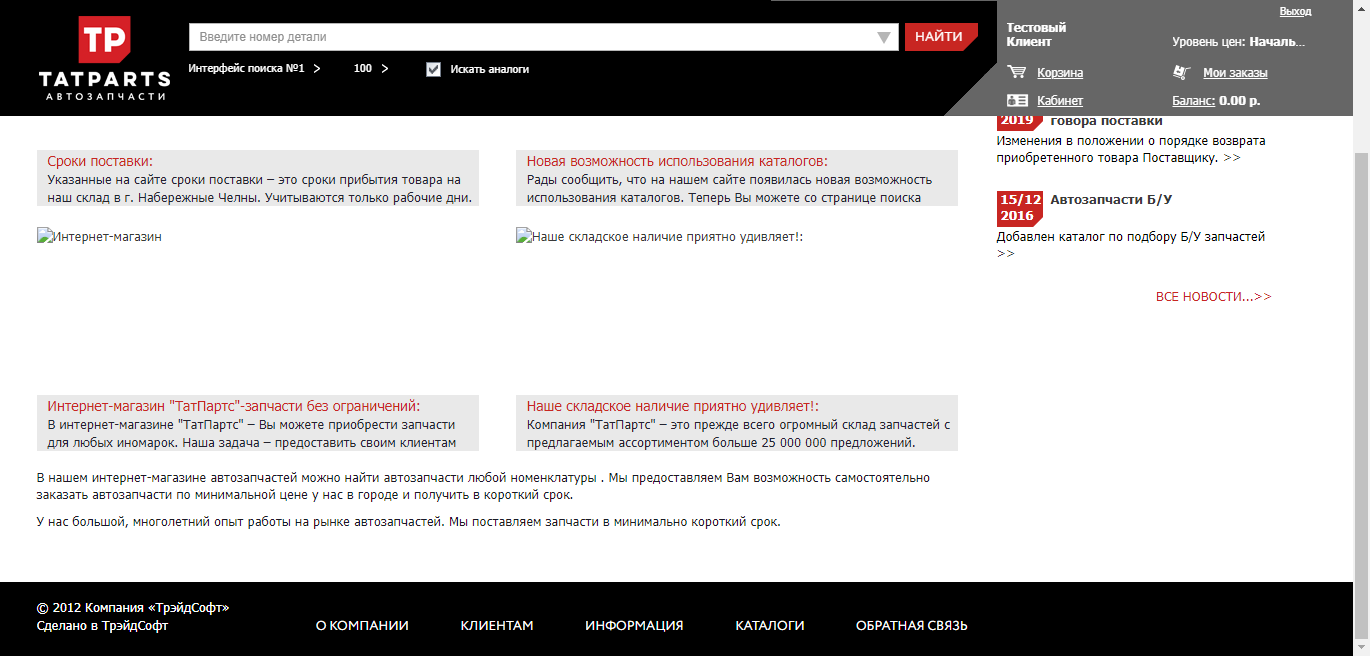 TP
TATPARTS
АВТОЗАПЧАСТИ
Введите номер детали
НАЙТИ
Интерфейс поиска №1 >
100 >
Искать аналоги
Выход
Тестовый
Клиент
Уровень цен: Началь...
Корзина
Мои заказы
Кабинет
Баланс: 0.00 р.
Сроки поставки:
Указанные на сайте сроки поставки – это сроки прибытия товара на
наш склад в г. Набережные Челны. Учитываются только рабочие дни.
Новая возможность использования каталогов:
Рады сообщить, что на нашем сайте появилась новая возможность
использования каталогов. Теперь Вы можете со странице поиска
2019
говора поставки
Изменения в положении о порядке возврата
приобретенного товара Поставщику. >>
15/12
2016
Автозапчасти Б/У
Добавлен каталог по подбору Б/У запчастей
>>
ВСЕ НОВОСТИ...>>
Интернет-магазин
Наше складское наличие приятно удивляет!:
Интернет-магазин "ТатПартс"-запчасти без ограничений:
В интернет-магазине "ТатПартс" – Вы можете приобрести запчасти
для любых иномарок. Наша задача – предоставить своим клиентам
Наше складское наличие приятно удивляет!:
Компания "ТатПартс" – это прежде всего огромный склад запчастей с
предлагаемым ассортиментом больше 25 000 000 предложений.
В нашем интернет-магазине автозапчастей можно найти автозапчасти любой номенклатуры . Мы предоставляем Вам возможность самостоятельно
заказать автозапчасти по минимальной цене у нас в городе и получить в короткий срок.
У нас большой, многолетний опыт работы на рынке автозапчастей. Мы поставляем запчасти в минимально короткий срок.
© 2012 Компания «ТрэйдСофт»
Сделано в ТрэйдСофт
О КОМПАНИИ
КЛИЕНТАМ
ИНФОРМАЦИЯ
КАТАЛОГИ
ОБРАТНАЯ СВЯЗЬ